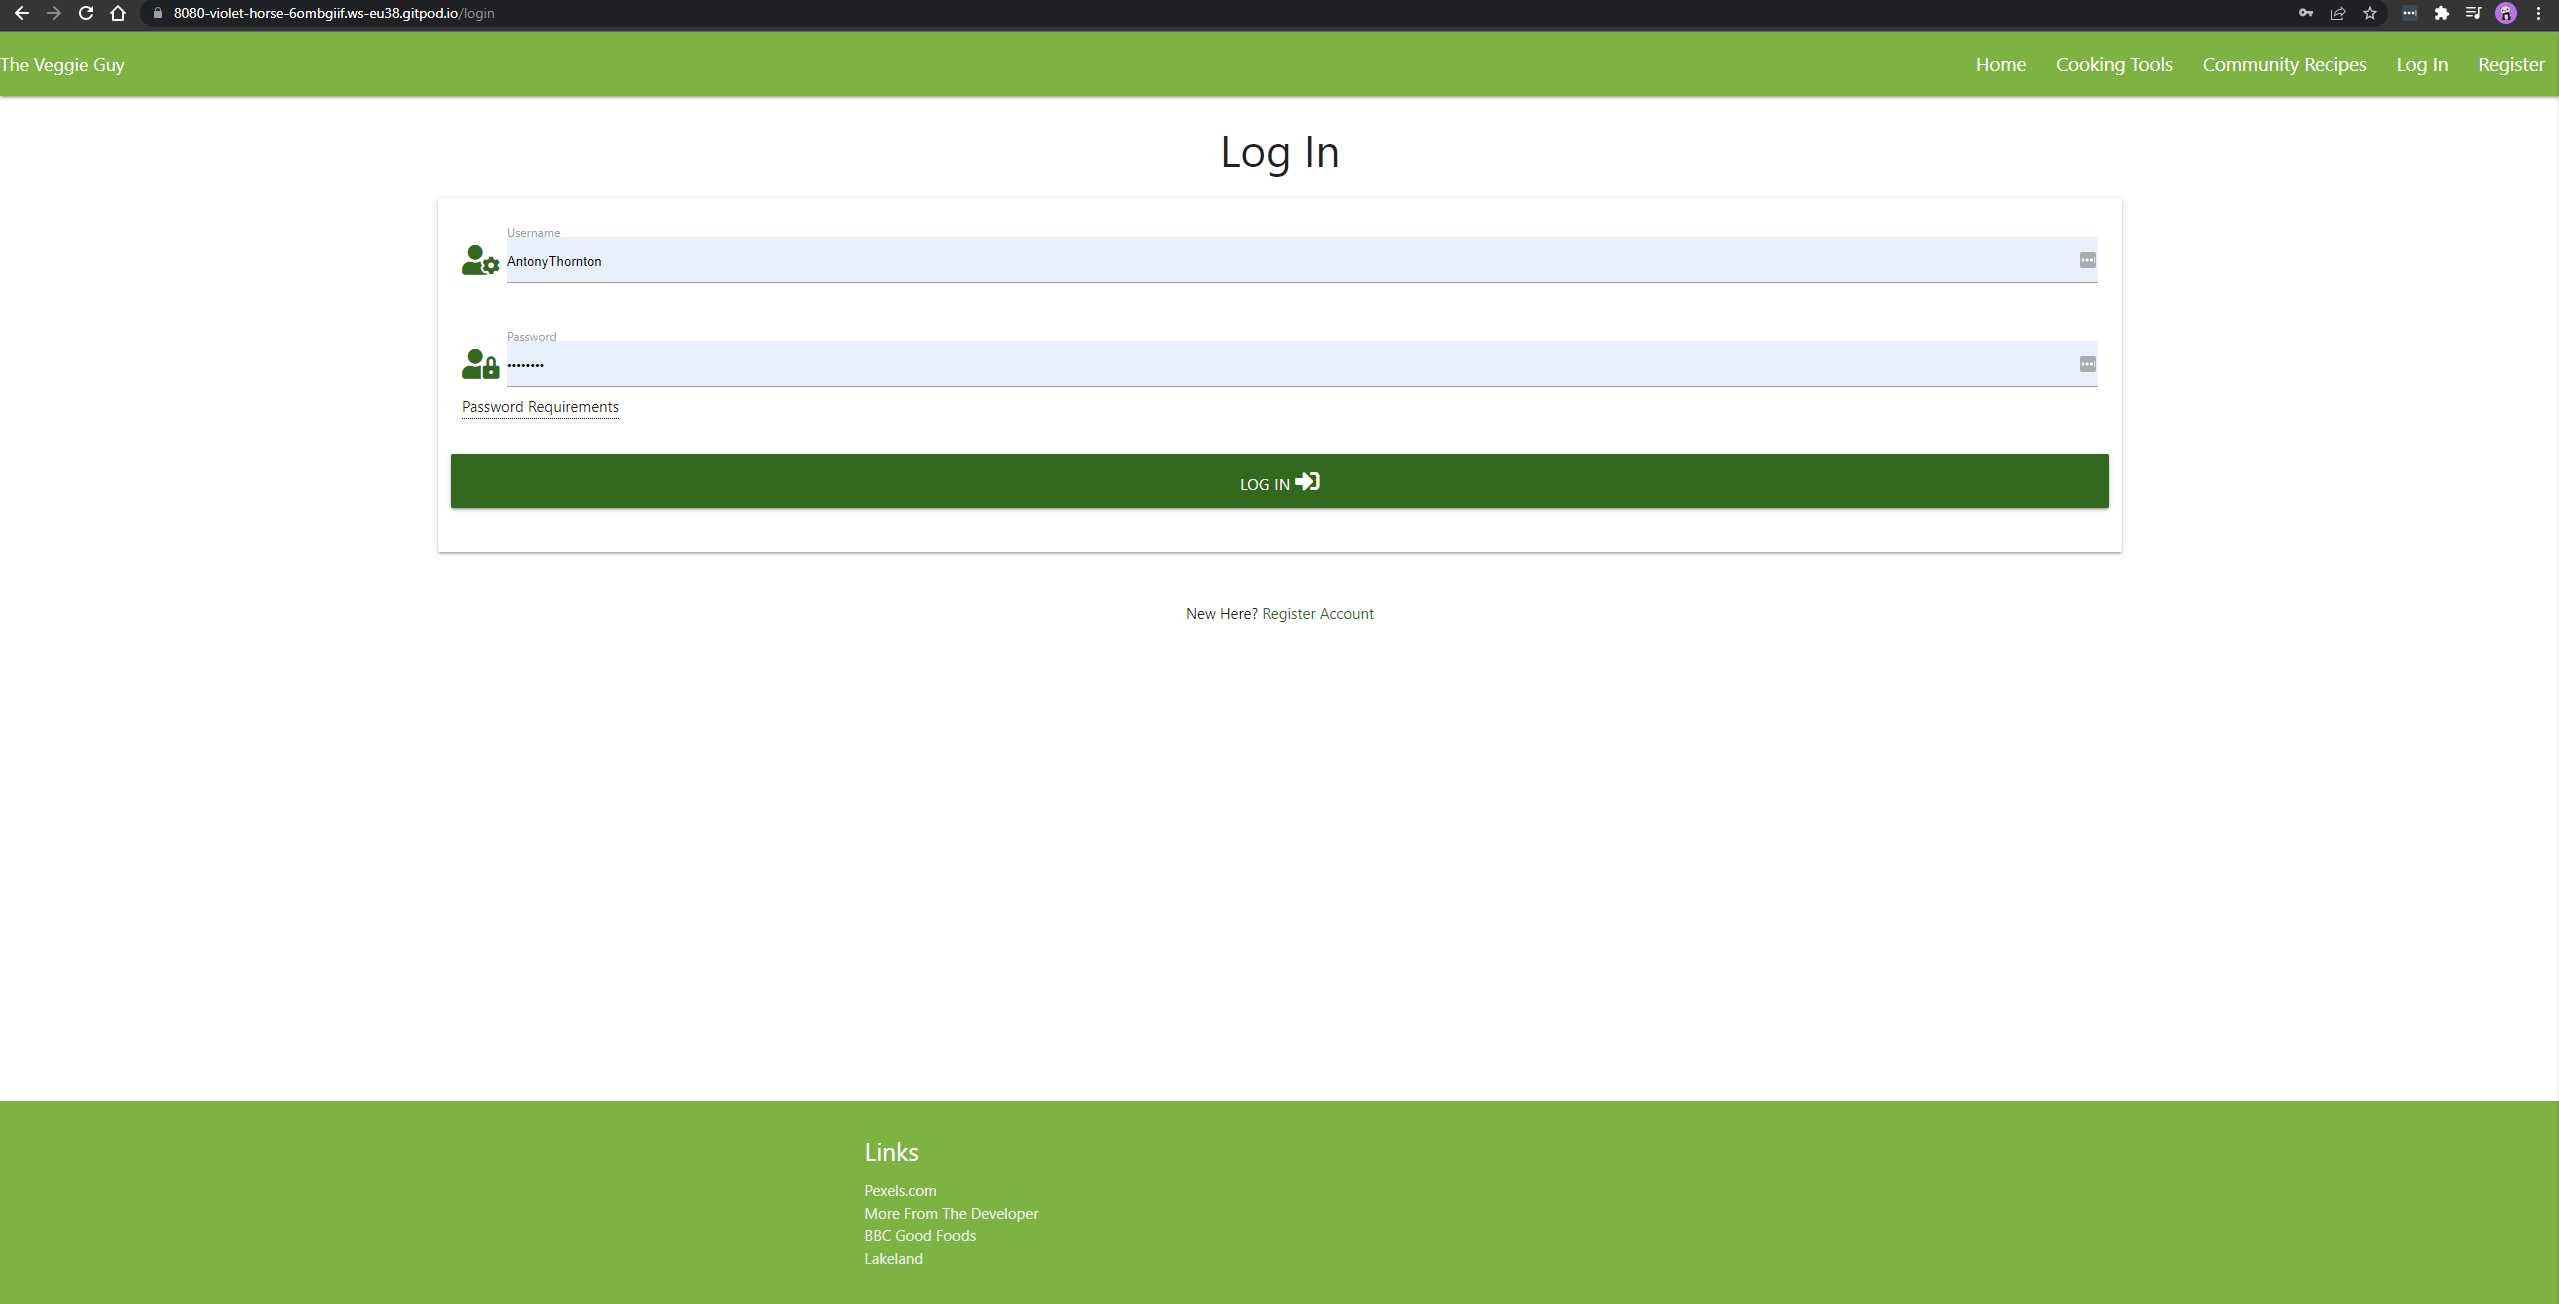 8080-violet-horse-6ombgiif.ws-eu38.gitpod.io/login
The Veggie Guy
Home Cooking Tools Community Recipes Log In Register
Log In
Username
AntonyThornton
Password
••••••••
Password Requirements
LOG IN
New Here? Register Account
Links
Pexels.com
More From The Developer
BBC Good Foods
Lakeland